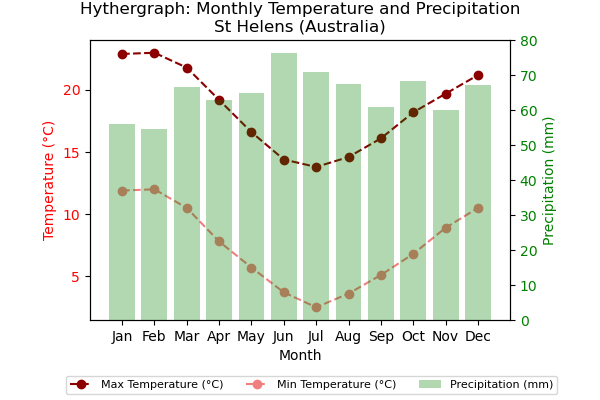 Hythergraph: Monthly Temperature and Precipitation
St Helens (Australia)
Temperature (°C)
20
15
10
5
80
70
60
50
40
30
20
10
0
Precipitation (mm)
Jan Feb Mar Apr May Jun Jul Aug Sep Oct Nov Dec
Month
Max Temperature (°C) Min Temperature (°C) Precipitation (mm)